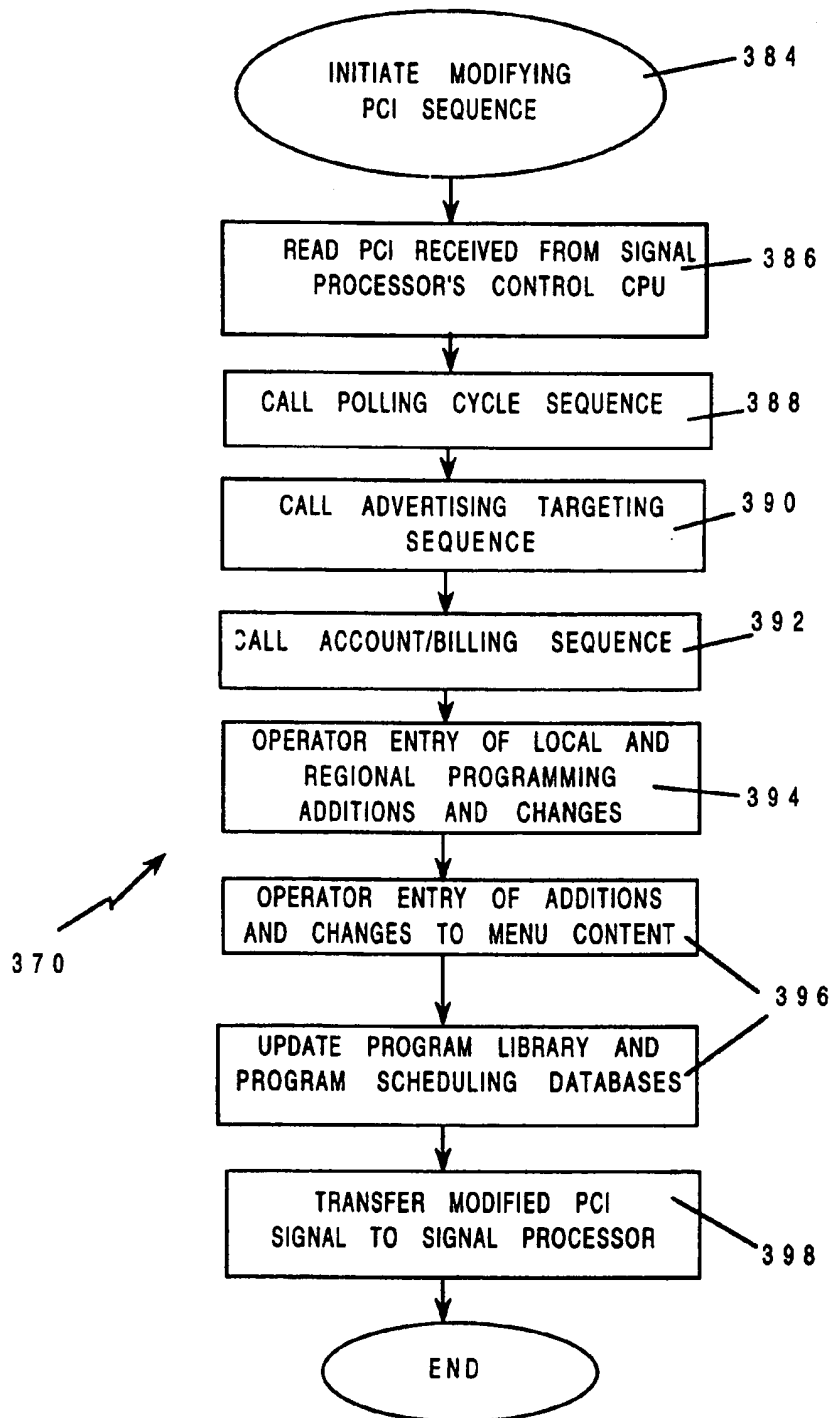 INITIATE MODIFYING
PCI SEQUENCE
384
READ PCI RECEIVED FROM SIGNAL
PROCESSOR'S CONTROL CPU
386
CALL POLLING CYCLE SEQUENCE
388
CALL ADVERTISING TARGETING
SEQUENCE
390
CALL ACCOUNT/BILLING SEQUENCE
392
OPERATOR ENTRY OF LOCAL AND
REGIONAL PROGRAMMING
ADDITIONS AND CHANGES
394
OPERATOR ENTRY OF ADDITIONS
AND CHANGES TO MENU CONTENT
370
396
UPDATE PROGRAM LIBRARY AND
PROGRAM SCHEDULING DATABASES
TRANSFER MODIFIED PCI
SIGNAL TO SIGNAL PROCESSOR
398
END